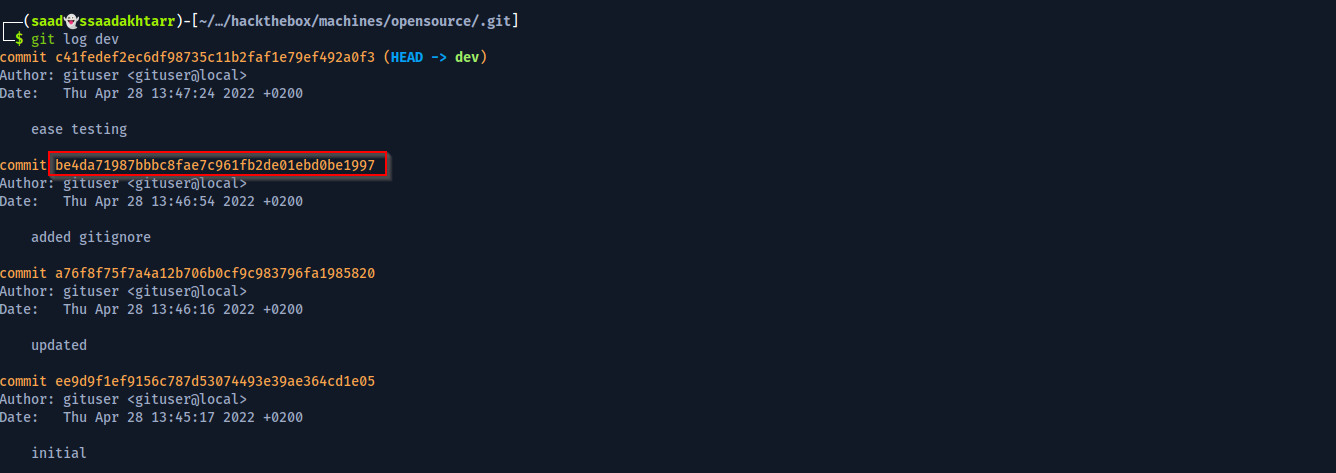 (saad👻ssaadakhtarr)-[~/…/hackthebox/machines/opensource/.git]
$ git log dev
commit c41fedef2ec6df98735c11b2faf1e79ef492a0f3 (HEAD -> dev)
Author: gituser <gituser@local>
Date:   Thu Apr 28 13:47:24 2022 +0200
ease testing
commit be4da71987bbbc8fae7c961fb2de01ebd0be1997
Author: gituser <gituser@local>
Date:   Thu Apr 28 13:46:54 2022 +0200
added gitignore
commit a76f8f75f7a4a12b706b0cf9c983796fa1985820
Author: gituser <gituser@local>
Date:   Thu Apr 28 13:46:16 2022 +0200
updated
commit ee9d9f1ef9156c787d53074493e39ae364cd1e05
Author: gituser <gituser@local>
Date:   Thu Apr 28 13:45:17 2022 +0200
initial